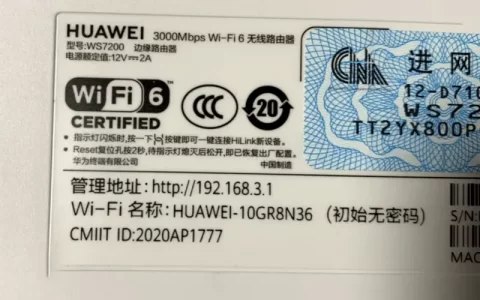 HUAWEI 3000Mbps Wi-Fi 6 无线路由器
型号:WS7200 边缘路由器
电源额定值:12V⎓2A
Wi Fi 6
CERTIFIED
CCC
20
CNA 进网
12-D710
WS72
TT2YX800P
• 指示灯闪烁时,按一下 按键即可一键连接HiLink新设备。
• Reset复位孔按2秒,待指示灯熄灭后松开,即已恢复出厂配置。
华为终端有限公司 中国制造
管理地址: http://192.168.3.1
Wi-Fi 名称: HUAWEI-10GR8N36 (初始无密码)
CMIIT ID:2020AP1777
S/N:
MAC